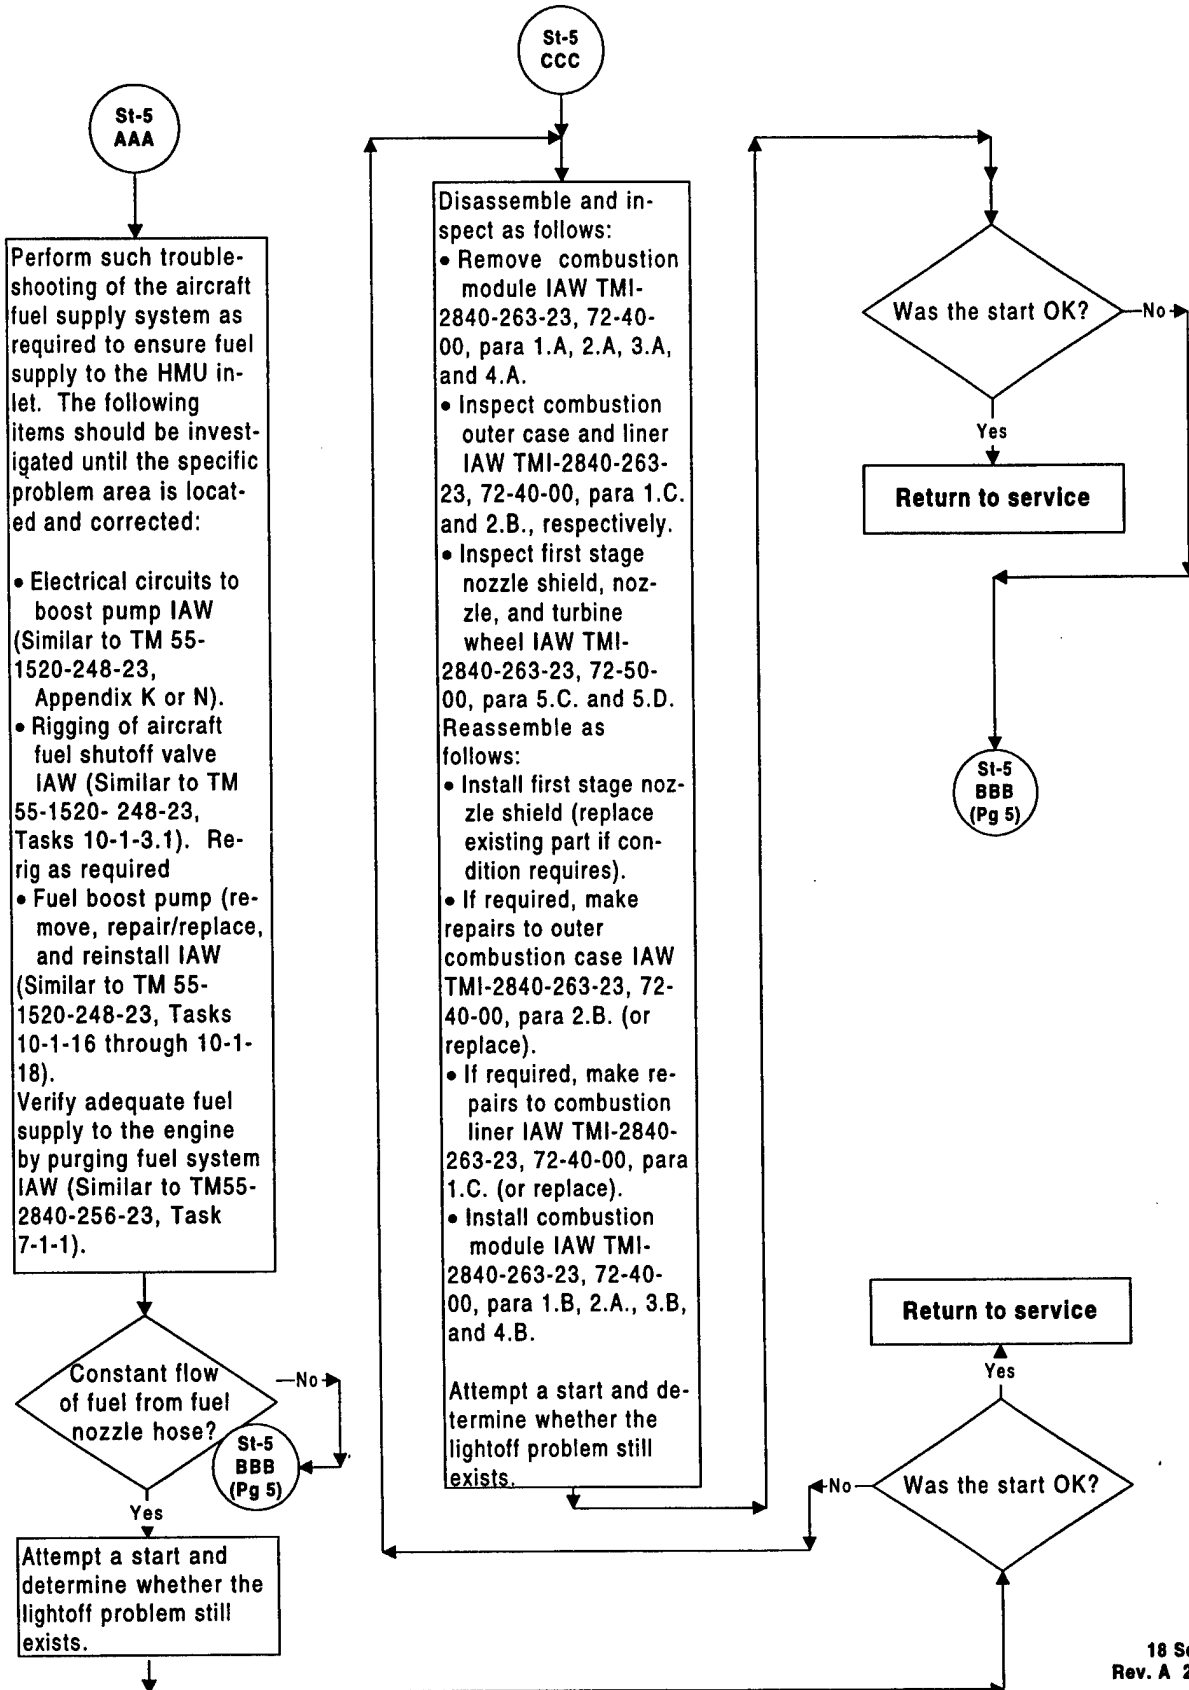 St-5
AAA
Perform such trouble-
shooting of the aircraft
fuel supply system as
required to ensure fuel
supply to the HMU in-
let. The following
items should be invest-
igated until the specific
problem area is locat-
ed and corrected:
• Electrical circuits to
boost pump IAW
(Similar to TM 55-
1520-248-23,
Appendix K or N).
• Rigging of aircraft
fuel shutoff valve
IAW (Similar to TM
55-1520- 248-23,
Tasks 10-1-3.1). Re-
rig as required
• Fuel boost pump (re-
move, repair/replace,
and reinstall IAW
(Similar to TM 55-
1520-248-23, Tasks
10-1-16 through 10-1-
18).
Verify adequate fuel
supply to the engine
by purging fuel system
IAW (Similar to TM55-
2840-256-23, Task
7-1-1).
Constant flow
of fuel from fuel
nozzle hose?
No
St-5
BBB
(Pg 5)
Yes
Attempt a start and
determine whether the
lightoff problem still
exists.
St-5
CCC
Disassemble and in-
spect as follows:
• Remove combustion
module IAW TMI-
2840-263-23, 72-40-
00, para 1.A, 2.A, 3.A,
and 4.A.
• Inspect combustion
outer case and liner
IAW TMI-2840-263-
23, 72-40-00, para 1.C.
and 2.B., respectively.
• Inspect first stage
nozzle shield, noz-
zle, and turbine
wheel IAW TMI-
2840-263-23, 72-50-
00, para 5.C. and 5.D.
Reassemble as
follows:
• Install first stage noz-
zle shield (replace
existing part if con-
dition requires).
• If required, make
repairs to outer
combustion case IAW
TMI-2840-263-23, 72-
40-00, para 2.B. (or
replace).
• If required, make re-
pairs to combustion
liner IAW TMI-2840-
263-23, 72-40-00, para
1.C. (or replace).
• Install combustion
module IAW TMI-
2840-263-23, 72-40-
00, para 1.B, 2.A., 3.B,
and 4.B.
Attempt a start and de-
termine whether the
lightoff problem still
exists.
Was the start OK?
No
Yes
Return to service
St-5
BBB
(Pg 5)
Return to service
Yes
Was the start OK?
No
18 Se
Rev. A 2